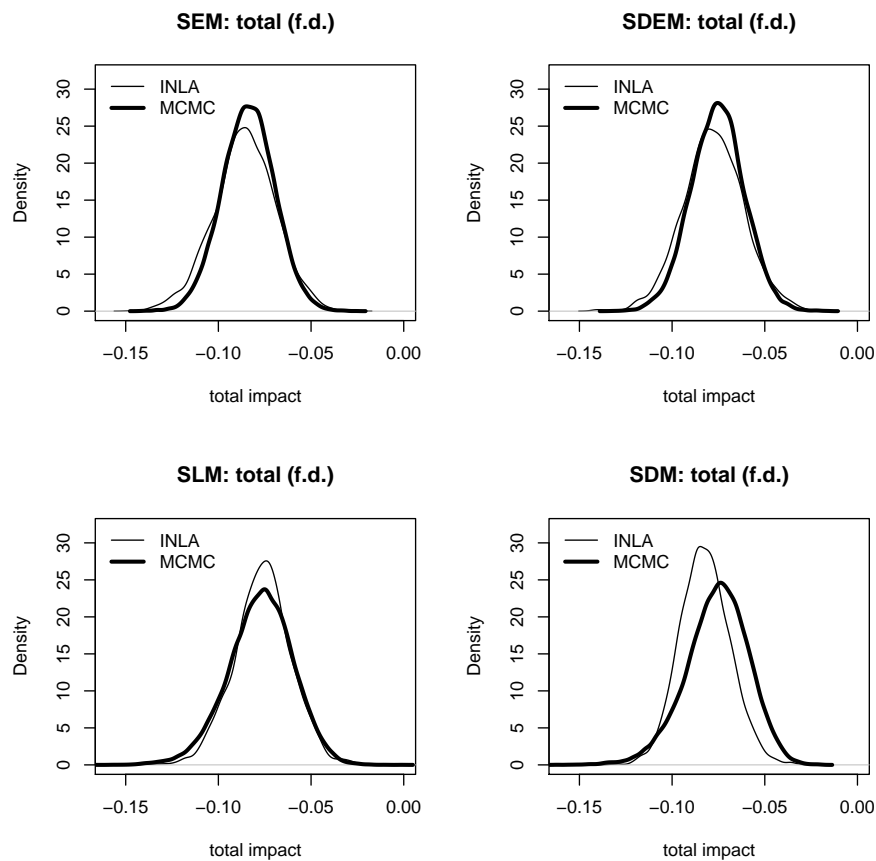 SEM: total (f.d.)
INLA
MCMC
Density
0 5 10 15 20 25 30
−0.15 −0.10 −0.05 0.00
total impact
SDEM: total (f.d.)
INLA
MCMC
Density
0 5 10 15 20 25 30
−0.15 −0.10 −0.05 0.00
total impact
SLM: total (f.d.)
INLA
MCMC
Density
0 5 10 15 20 25 30
−0.15 −0.10 −0.05 0.00
total impact
SDM: total (f.d.)
INLA
MCMC
Density
0 5 10 15 20 25 30
−0.15 −0.10 −0.05 0.00
total impact